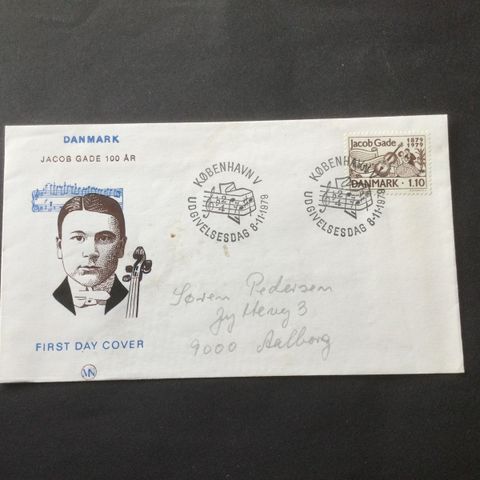 DANMARK
JACOB GADE 100 ÅR
FIRST DAY COVER
KØBENHAVN V
UDGIVELSESDAG 8-11-1979
KØBENHAVN V
UDGIVELSESDAG 8-11-1979
Jacob Gade 1879
1979
DANMARK · 1.10
Søren Pedersen
3
9000 Aalborg